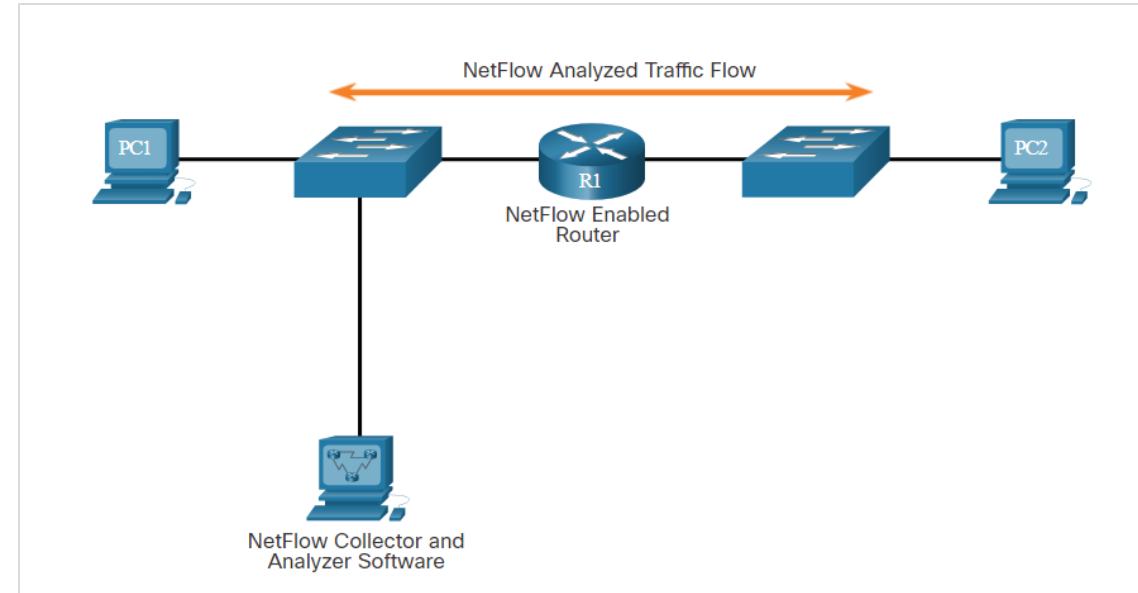 NetFlow Analyzed Traffic Flow
PC1
R1
PC2
NetFlow Enabled
Router
NetFlow Collector and
Analyzer Software